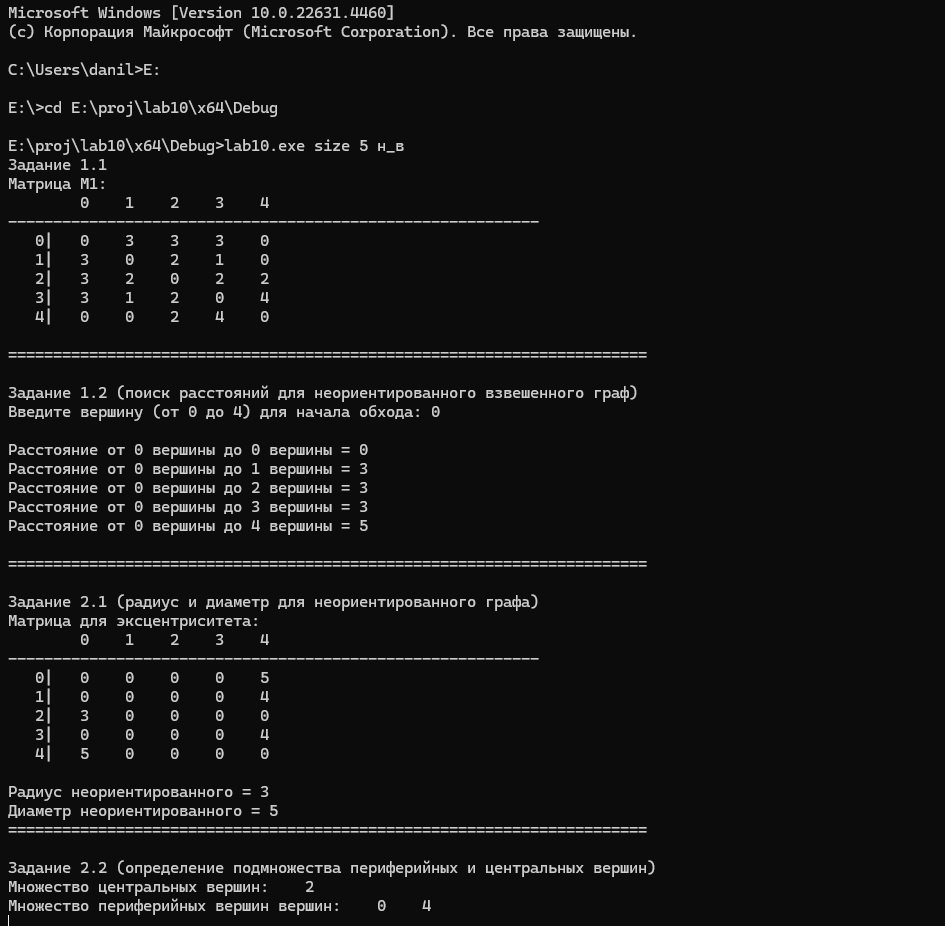 Microsoft Windows [Version 10.0.22631.4460]
(c) Корпорация Майкрософт (Microsoft Corporation). Все права защищены.
C:\Users\danil>E:
E:\>cd E:\proj\lab10\x64\Debug
E:\proj\lab10\x64\Debug>lab10.exe size 5 н_в
Задание 1.1
Матрица M1:
0 1 2 3 4
------------------------------------------------------------
0| 0 3 3 3 0
1| 3 0 2 1 0
2| 3 2 0 2 2
3| 3 1 2 0 4
4| 0 0 2 4 0
=======================================================================
Задание 1.2 (поиск расстояний для неориентированного взвешенного граф)
Введите вершину (от 0 до 4) для начала обхода: 0
Расстояние от 0 вершины до 0 вершины = 0
Расстояние от 0 вершины до 1 вершины = 3
Расстояние от 0 вершины до 2 вершины = 3
Расстояние от 0 вершины до 3 вершины = 3
Расстояние от 0 вершины до 4 вершины = 5
=======================================================================
Задание 2.1 (радиус и диаметр для неориентированного графа)
Матрица для эксцентриситета:
0 1 2 3 4
------------------------------------------------------------
0| 0 0 0 0 5
1| 0 0 0 0 4
2| 3 0 0 0 0
3| 0 0 0 0 4
4| 5 0 0 0 0
Радиус неориентированного = 3
Диаметр неориентированного = 5
=======================================================================
Задание 2.2 (определение подмножества периферийных и центральных вершин)
Множество центральных вершин: 2
Множество периферийных вершин вершин: 0 4